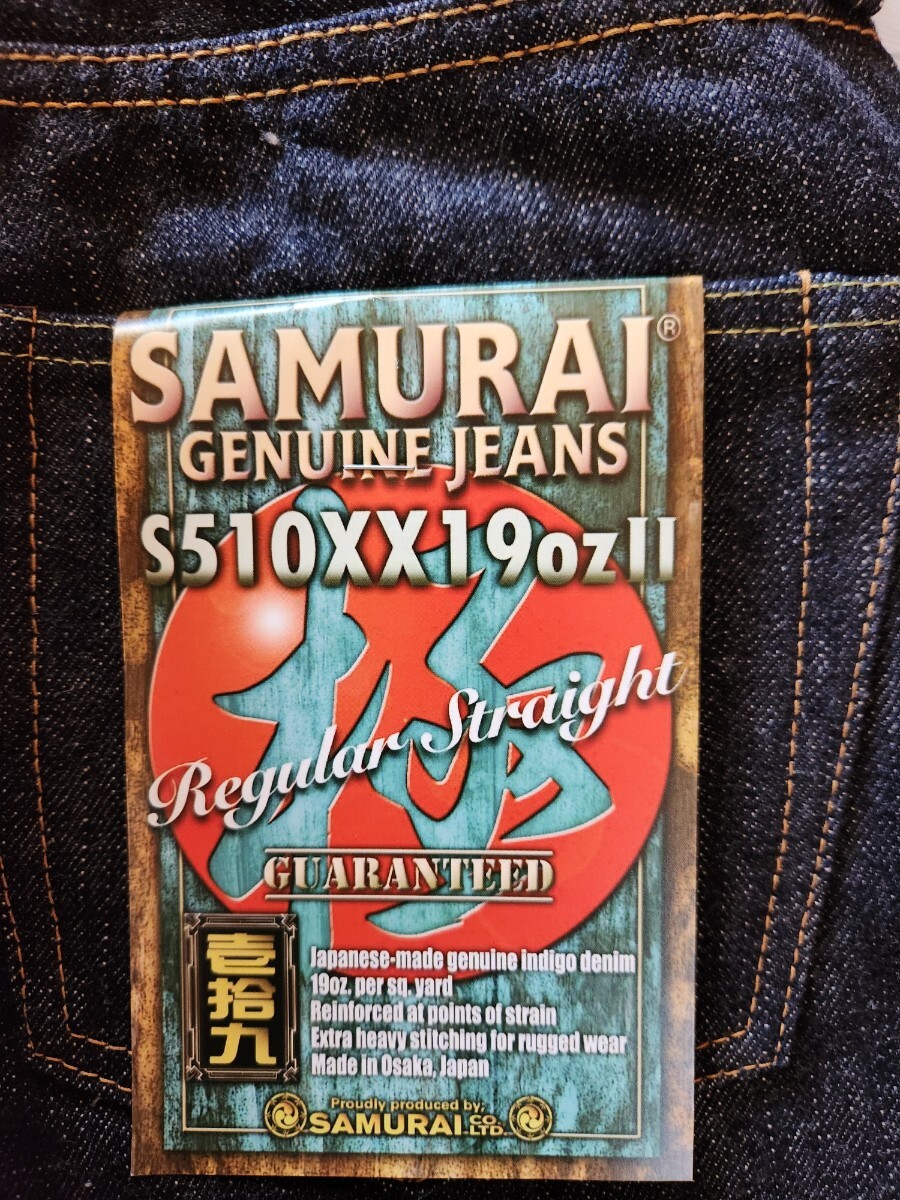 SAMURAI®
GENUINE JEANS
S510XX19ozII
極
Regular Straight
GUARANTEED
壱拾九
Japanese-made genuine indigo denim
19oz. per sq. yard
Reinforced at points of strain
Extra heavy stitching for rugged wear
Made in Osaka, Japan
Proudly produced by;
SAMURAI CO. LTD.